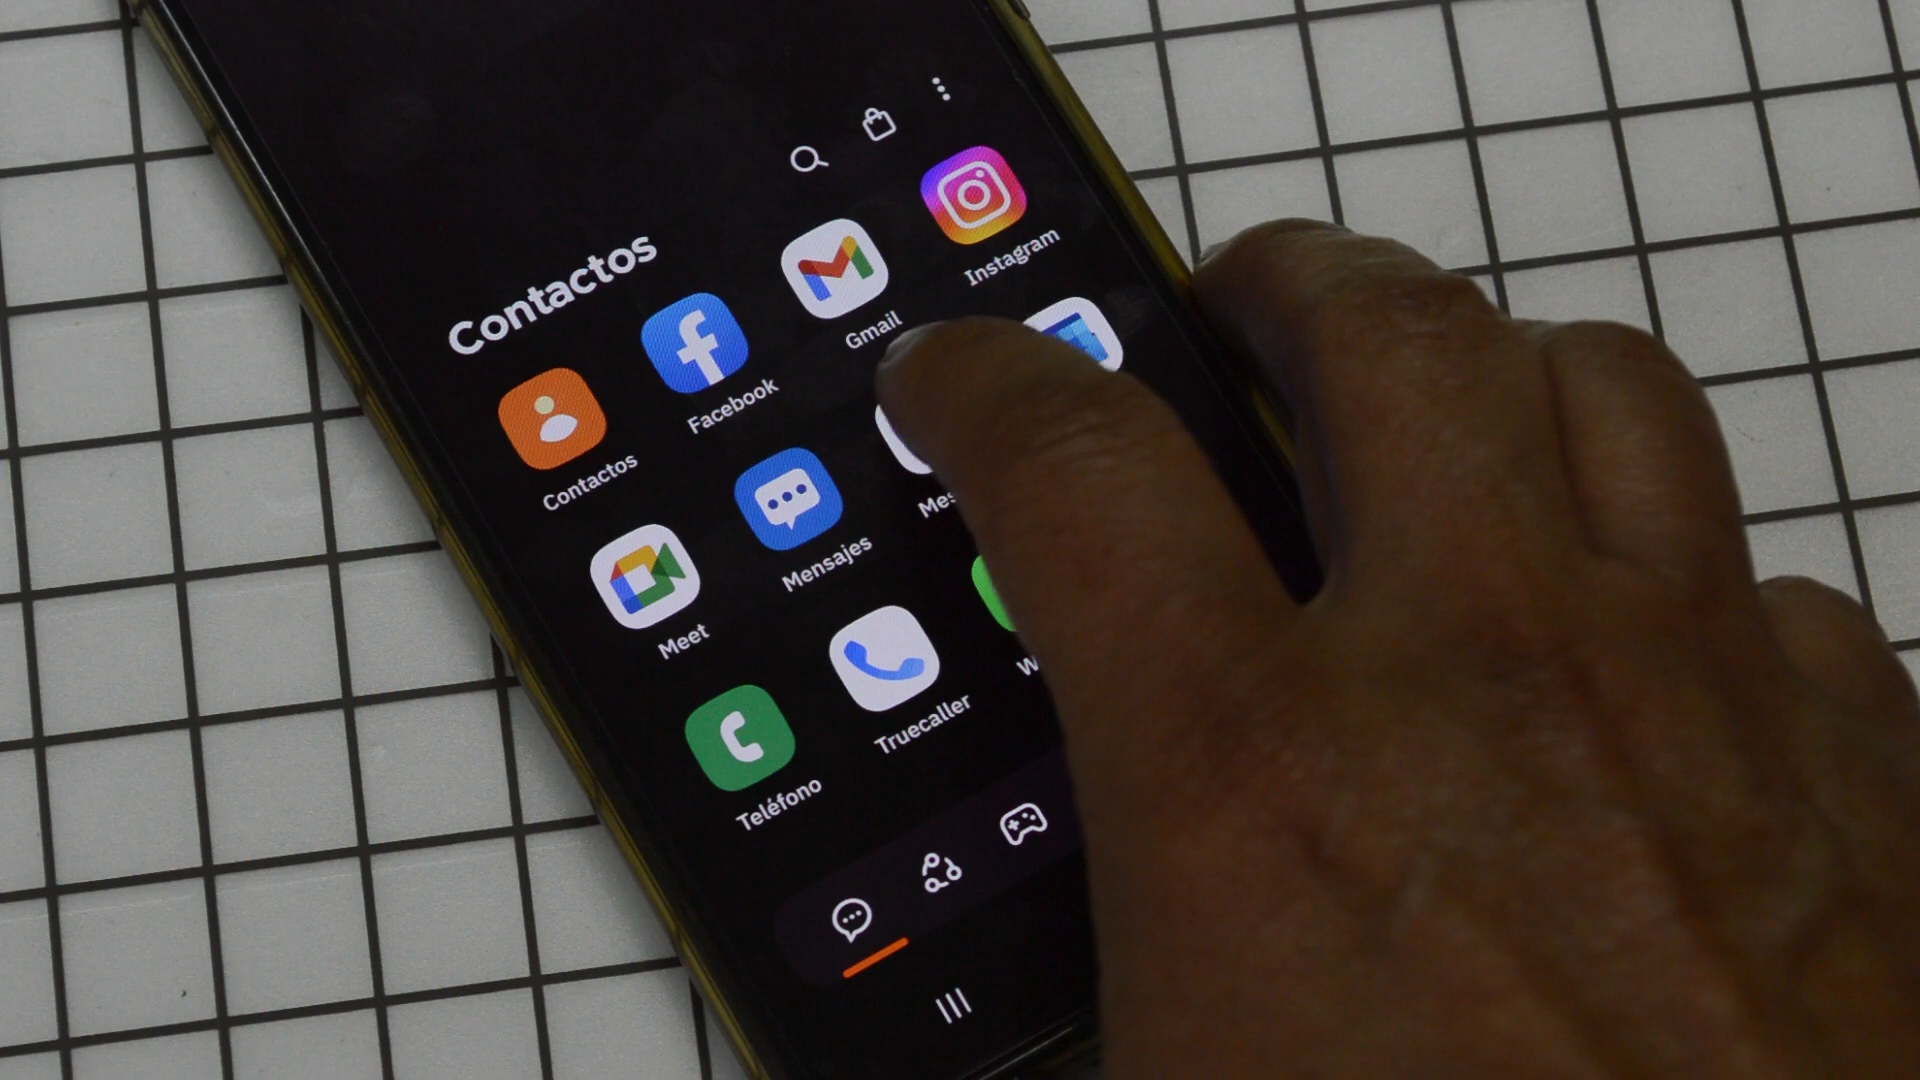 Contactos
Contactos
Facebook
Gmail
Instagram
Meet
Mensajes
Teléfono
Truecaller